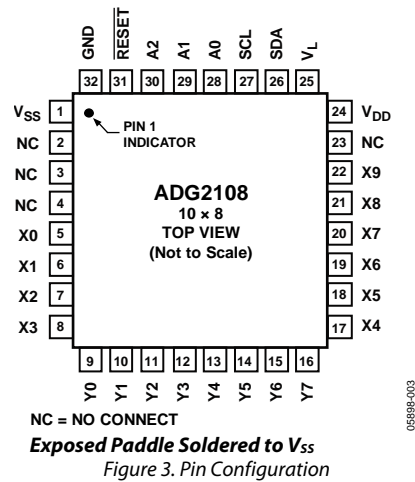 GND RESET A2 A1 A0 SCL SDA VL
32 31 30 29 28 27 26 25
VSS 1
NC 2
NC 3
NC 4
X0 5
X1 6
X2 7
X3 8
PIN 1
INDICATOR
ADG2108
10 × 8
TOP VIEW
(Not to Scale)
24 VDD
23 NC
22 X9
21 X8
20 X7
19 X6
18 X5
17 X4
9 10 11 12 13 14 15 16
Y0 Y1 Y2 Y3 Y4 Y5 Y6 Y7
NC = NO CONNECT
Exposed Paddle Soldered to VSS
Figure 3. Pin Configuration
05898-003